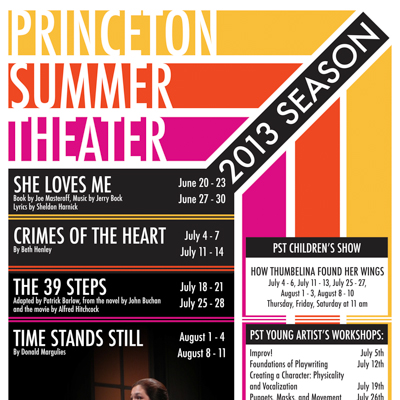 PRINCETON
SUMMER
THEATER
2013 SEASON
SHE LOVES ME
Book by Joe Masteroff, Music by Jerry Bock
Lyrics by Sheldon Harnick
June 20 - 23
June 27 - 30
CRIMES OF THE HEART
By Beth Henley
July 4 - 7
July 11 - 14
THE 39 STEPS
Adapted by Patrick Barlow, from the novel by John Buchan
and the movie by Alfred Hitchcock
July 18 - 21
July 25 - 28
TIME STANDS STILL
By Donald Margulies
August 1 - 4
August 8 - 11
PST CHILDREN'S SHOW
HOW THUMBELINA FOUND HER WINGS
July 4 - 6, July 11 - 13, July 25 - 27,
August 1 - 3, August 8 - 10
Thursday, Friday, Saturday at 11 am
PST YOUNG ARTIST'S WORKSHOPS:
Improv! July 5th
Foundations of Playwriting July 12th
Creating a Character: Physicality
and Vocalization July 19th
Puppets, Masks, and Movement July 26th